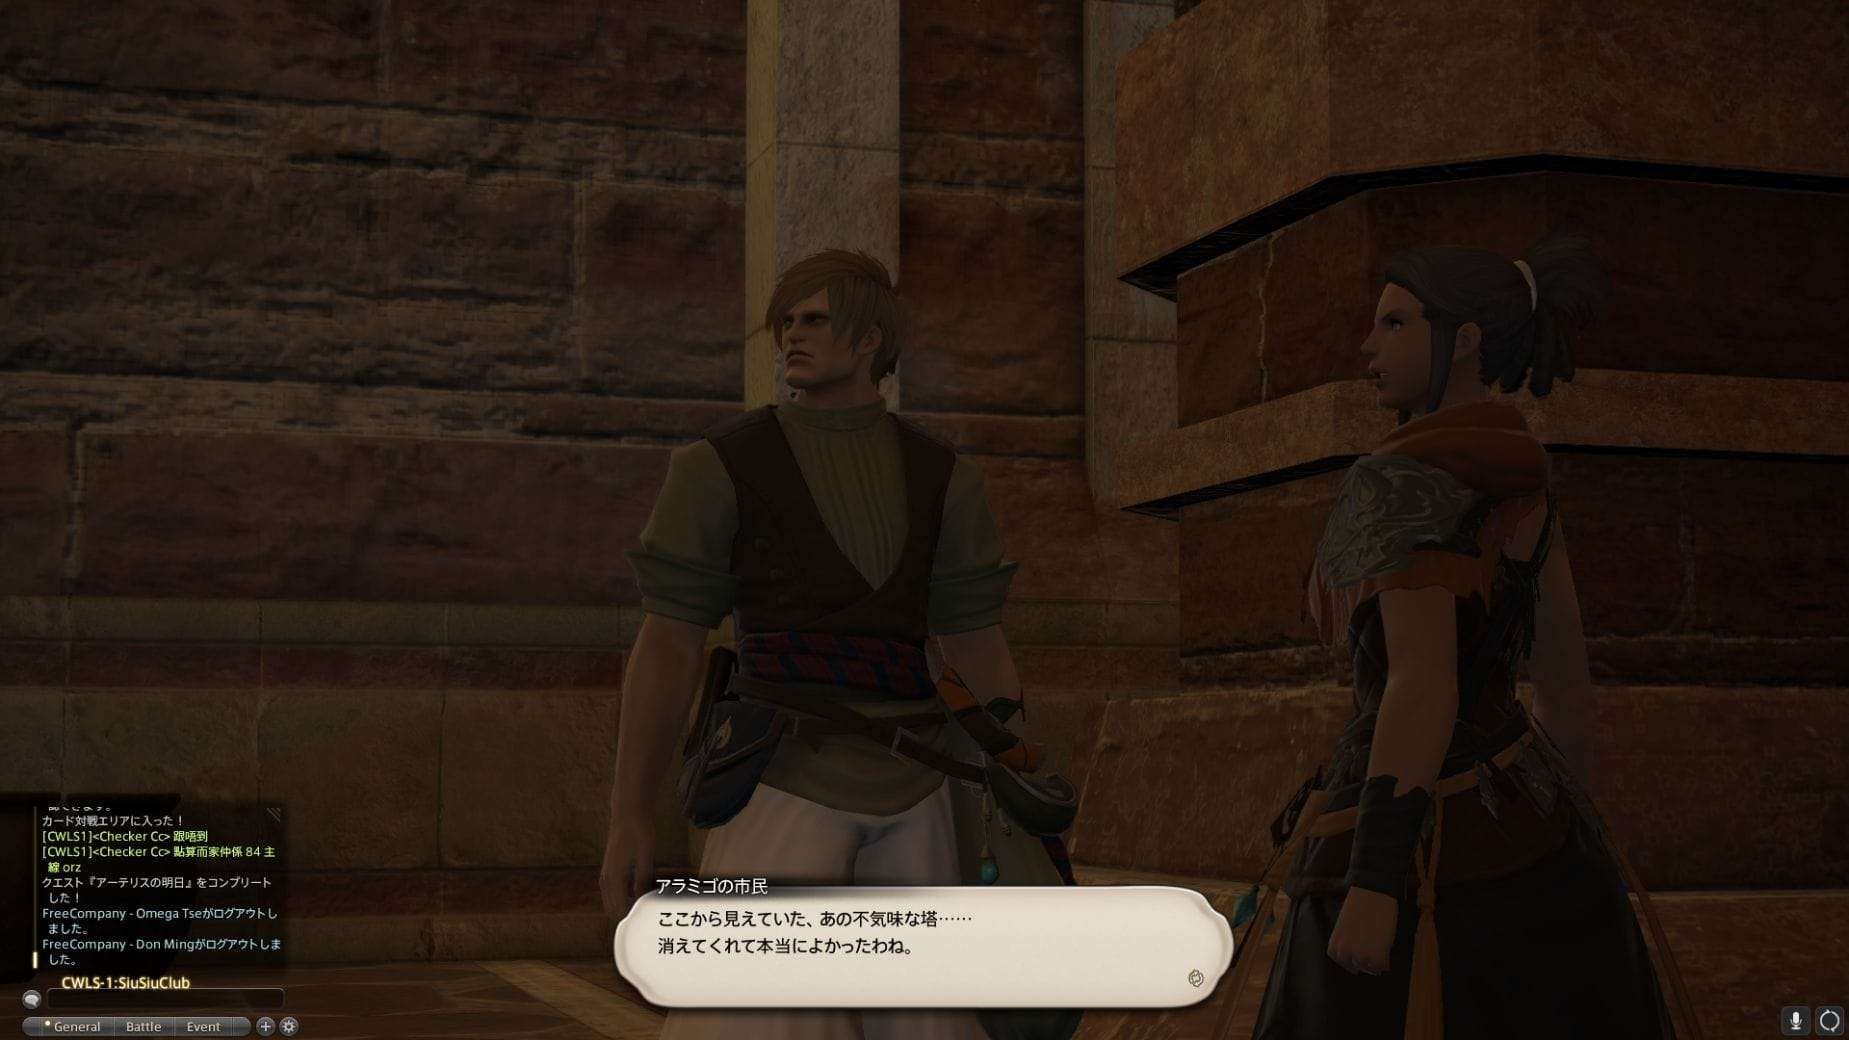 聞できます。
カード対戦エリアに入った！
[CWLS1]<Checker Cc> 跟唔到
[CWLS1]<Checker Cc> 點算而家仲係 84 主
線 orz
クエスト『アーテリスの明日』をコンプリート
した！
FreeCompany - Omega Tseがログアウトし
ました。
FreeCompany - Don Mingがログアウトしま
した。
CWLS-1:SiuSiuClub
General Battle Event
アラミゴの市民
ここから見えていた、あの不気味な塔……
消えてくれて本当によかったわね。